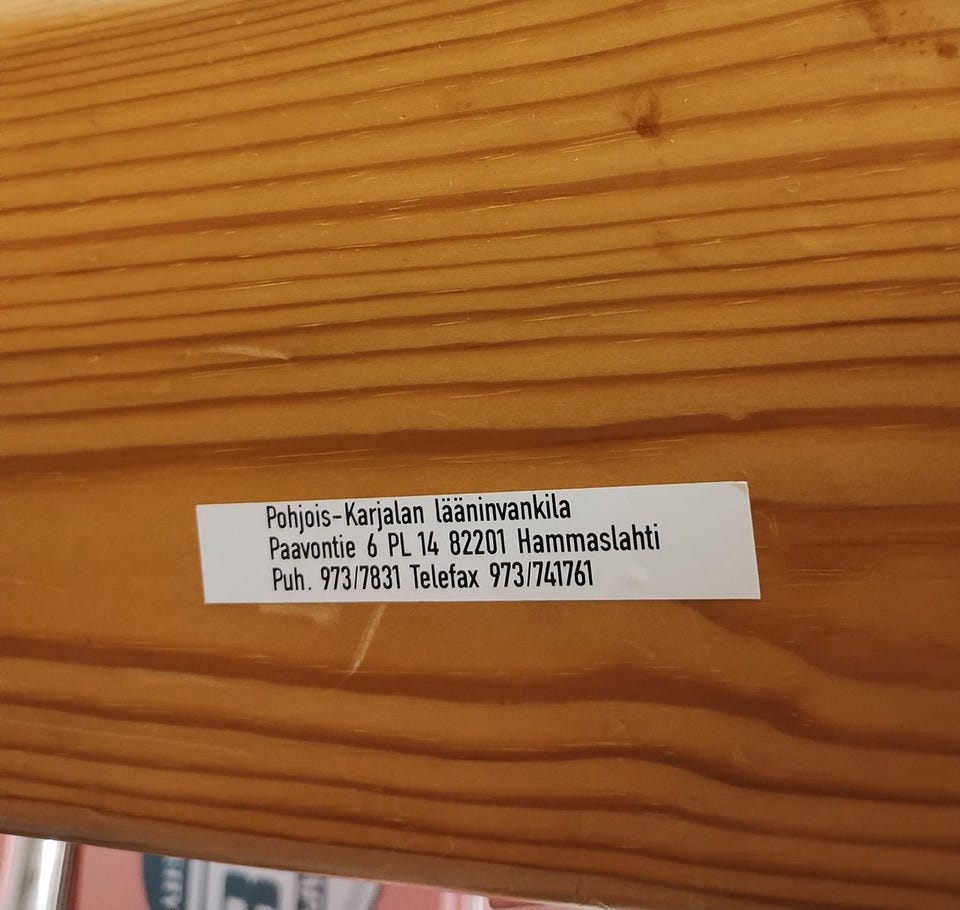 Pohjois-Karjalan lääninvankila
Paavontie 6 PL 14 82201 Hammaslahti
Puh. 973/7831 Telefax 973/741761